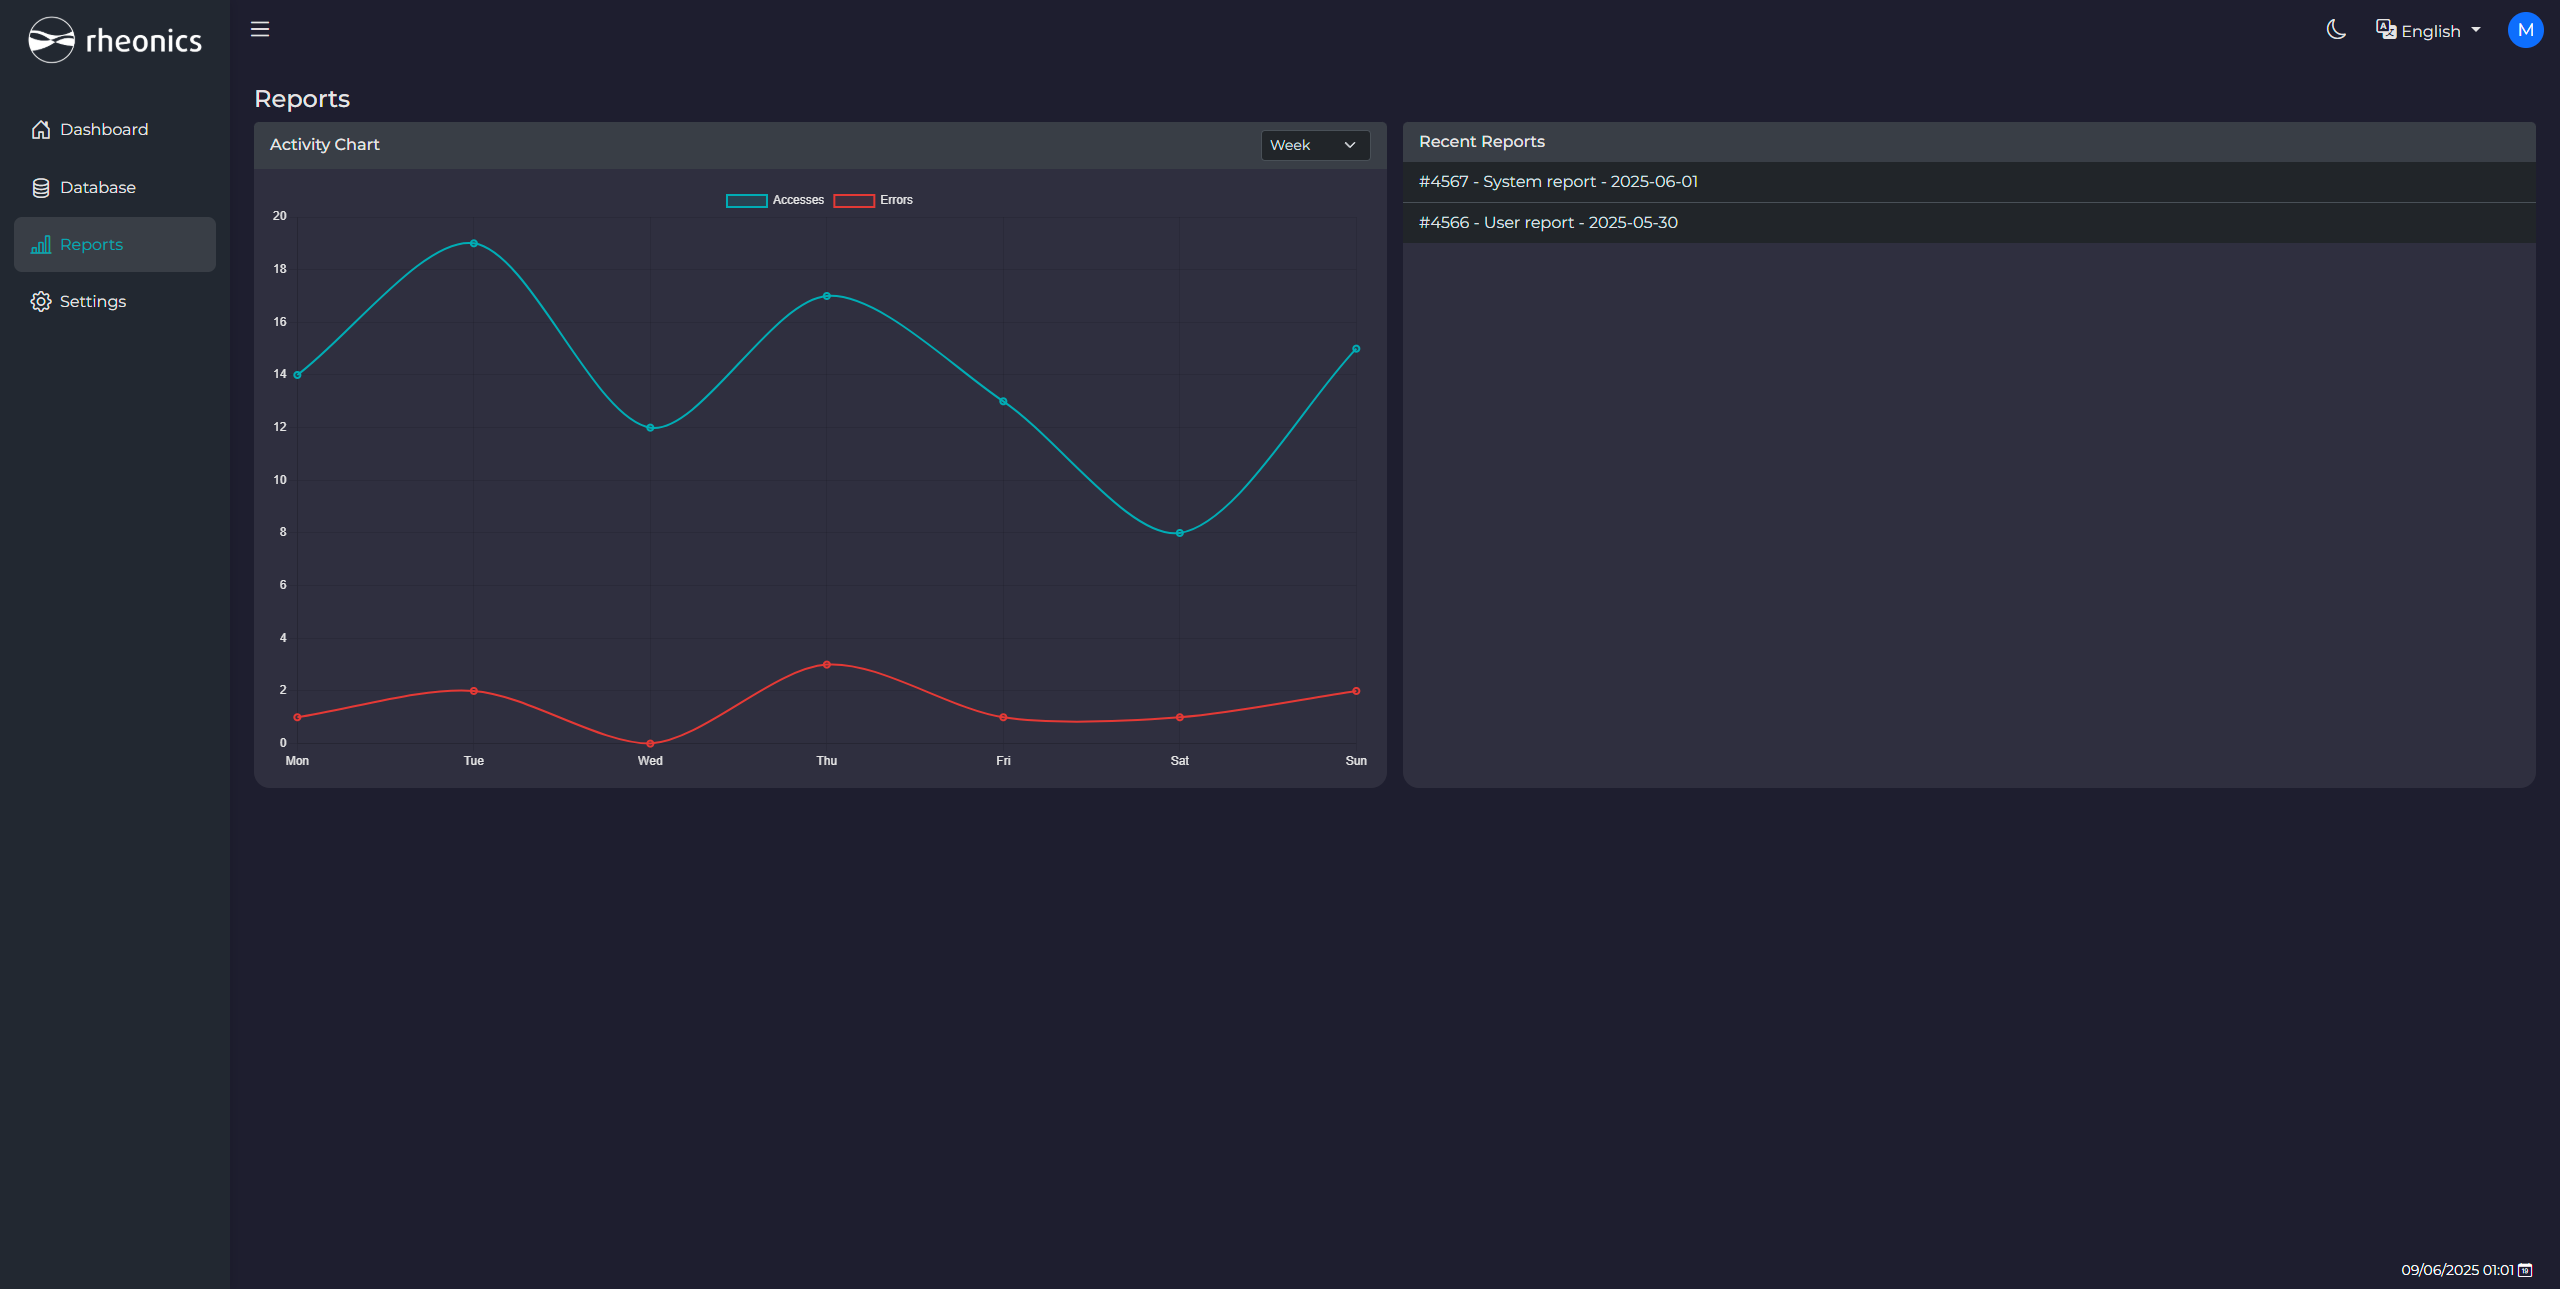 rheonics
English
M
Dashboard
Database
Reports
Settings
Reports
Activity Chart
Week
Accesses
Errors
20
18
16
14
12
10
8
6
4
2
0
Mon
Tue
Wed
Thu
Fri
Sat
Sun
Recent Reports
#4567 - System report - 2025-06-01
#4566 - User report - 2025-05-30
09/06/2025 01:01